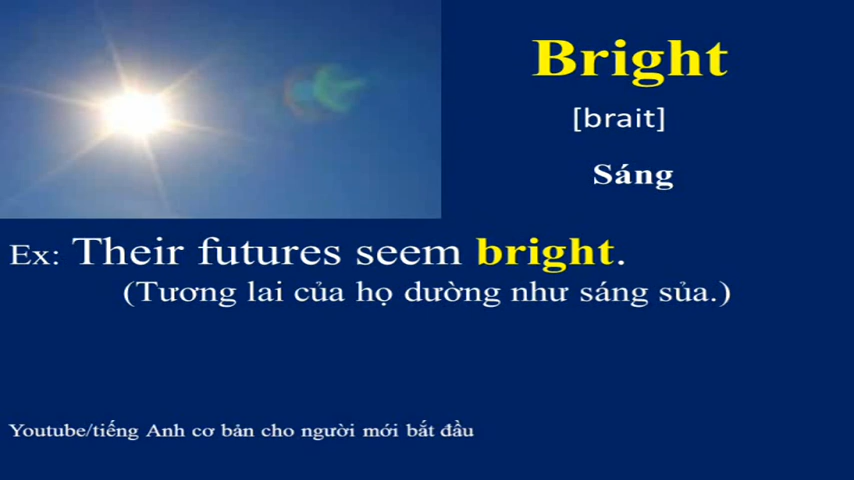 Bright
[brait]
Sáng
Ex: Their futures seem bright.
(Tương lai của họ dường như sáng sủa.)
Youtube/tiếng Anh cơ bản cho người mới bắt đầu